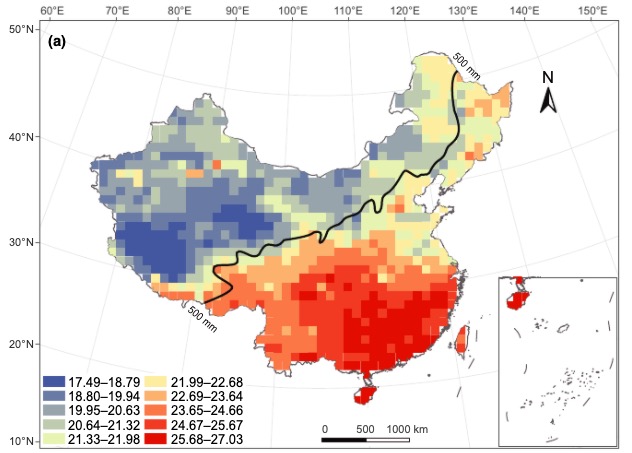 60°E 70°E 80°E 90°E 100°E 110°E 120°E 130°E 140°E 150°E
50°N
(a)
500 mm
N
40°N
30°N
500 mm
20°N
17.49–18.79 21.99–22.68
18.80–19.94 22.69–23.64
19.95–20.63 23.65–24.66
20.64–21.32 24.67–25.67
21.33–21.98 25.68–27.03
0 500 1000 km
10°N